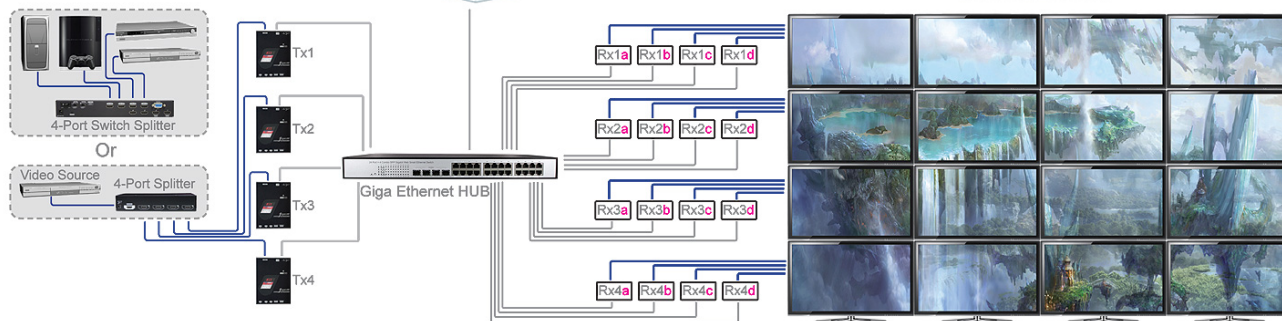 4-Port Switch Splitter
Or
Video Source
4-Port Splitter
Tx1
Tx2
Tx3
Tx4
Giga Ethernet HUB
Rx1a Rx1b Rx1c Rx1d
Rx2a Rx2b Rx2c Rx2d
Rx3a Rx3b Rx3c Rx3d
Rx4a Rx4b Rx4c Rx4d